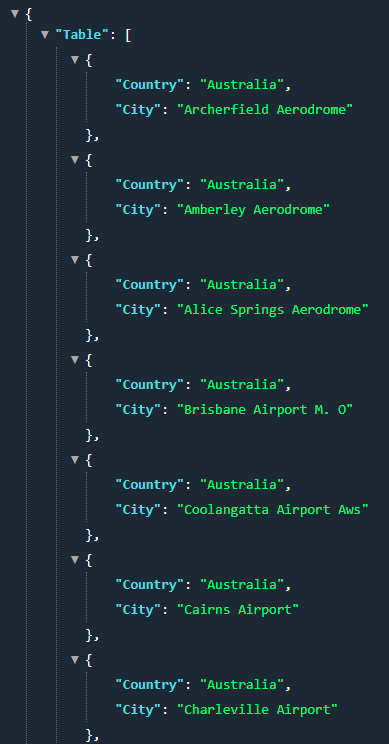 {
"Table": [
{
"Country": "Australia",
"City": "Archerfield Aerodrome"
},
{
"Country": "Australia",
"City": "Amberley Aerodrome"
},
{
"Country": "Australia",
"City": "Alice Springs Aerodrome"
},
{
"Country": "Australia",
"City": "Brisbane Airport M. O"
},
{
"Country": "Australia",
"City": "Coolangatta Airport Aws"
},
{
"Country": "Australia",
"City": "Cairns Airport"
},
{
"Country": "Australia",
"City": "Charleville Airport"
},